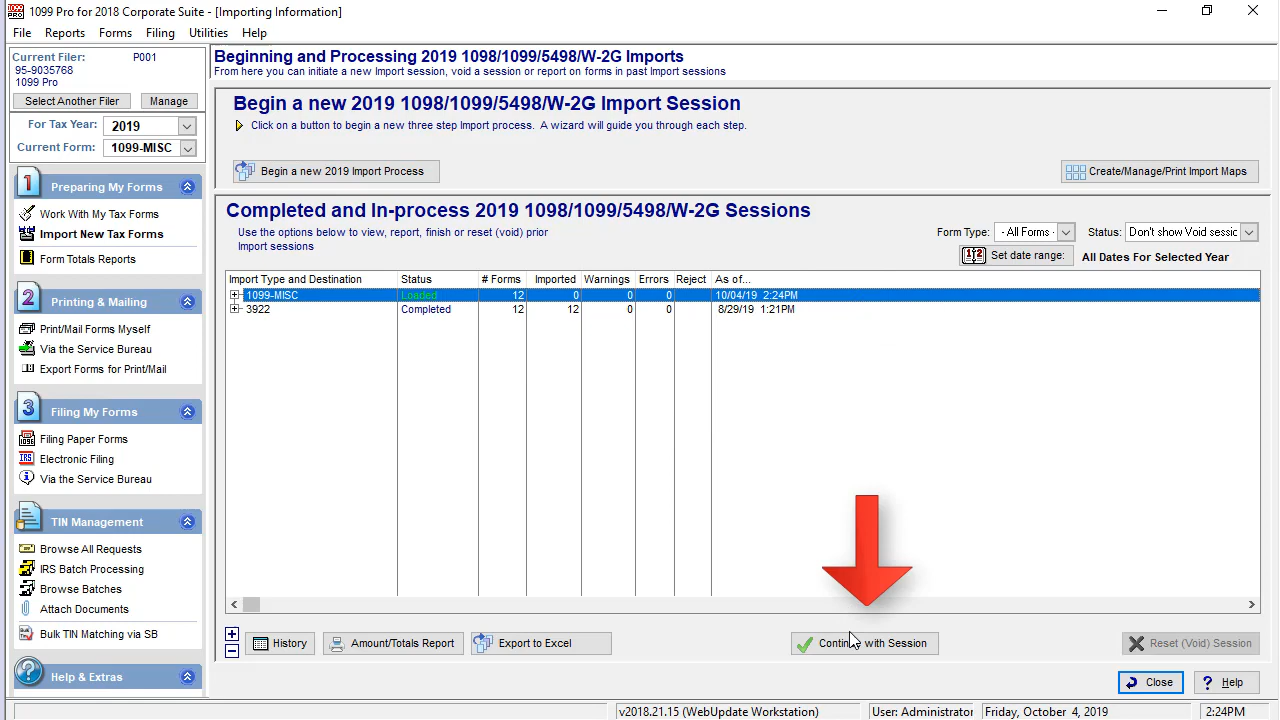 1099 Pro for 2018 Corporate Suite - [Importing Information]
File Reports Forms Filing Utilities Help
Current Filer: P001
95-9035768
1099 Pro
Select Another Filer Manage
For Tax Year: 2019
Current Form: 1099-MISC
1 Preparing My Forms
Work With My Tax Forms
Import New Tax Forms
Form Totals Reports
2 Printing & Mailing
Print/Mail Forms Myself
Via the Service Bureau
Export Forms for Print/Mail
3 Filing My Forms
Filing Paper Forms
Electronic Filing
Via the Service Bureau
TIN Management
Browse All Requests
IRS Batch Processing
Browse Batches
Attach Documents
Bulk TIN Matching via SB
Help & Extras
Beginning and Processing 2019 1098/1099/5498/W-2G Imports
From here you can initiate a new Import session, void a session or report on forms in past Import sessions
Begin a new 2019 1098/1099/5498/W-2G Import Session
Click on a button to begin a new three step Import process. A wizard will guide you through each step.
Begin a new 2019 Import Process Create/Manage/Print Import Maps
Completed and In-process 2019 1098/1099/5498/W-2G Sessions
Use the options below to view, report, finish or reset (void) prior
Import sessions
Form Type: - All Forms - Status: Don't show Void sessic
Set date range: All Dates For Selected Year
Import Type and Destination Status # Forms Imported Warnings Errors Reject As of...
1099-MISC Loaded 12 0 0 0 10/04/19 2:24PM
3922 Completed 12 12 0 0 8/29/19 1:21PM
History Amount/Totals Report Export to Excel Continue with Session Reset (Void) Session
Close Help
v2018.21.15 (WebUpdate Workstation) User: Administrator Friday, October 4, 2019 2:24PM